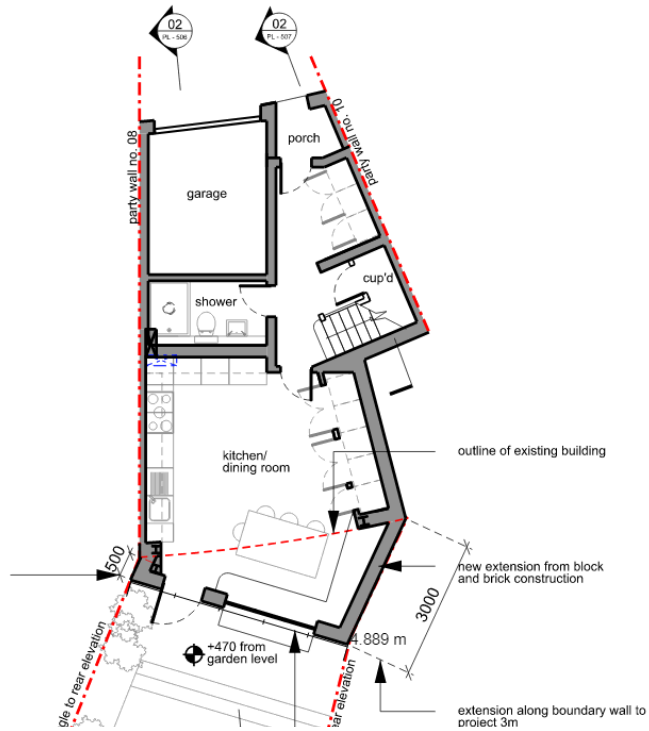 02
PL - 506
02
PL - 507
party wall no. 08
porch
party wall no. 10
garage
cup'd
shower
kitchen/
dining room
outline of existing building
500
new extension from block
and brick construction
3000
4.889 m
+470 from
garden level
gle to rear elevation
ear elevation
extension along boundary wall to
project 3m